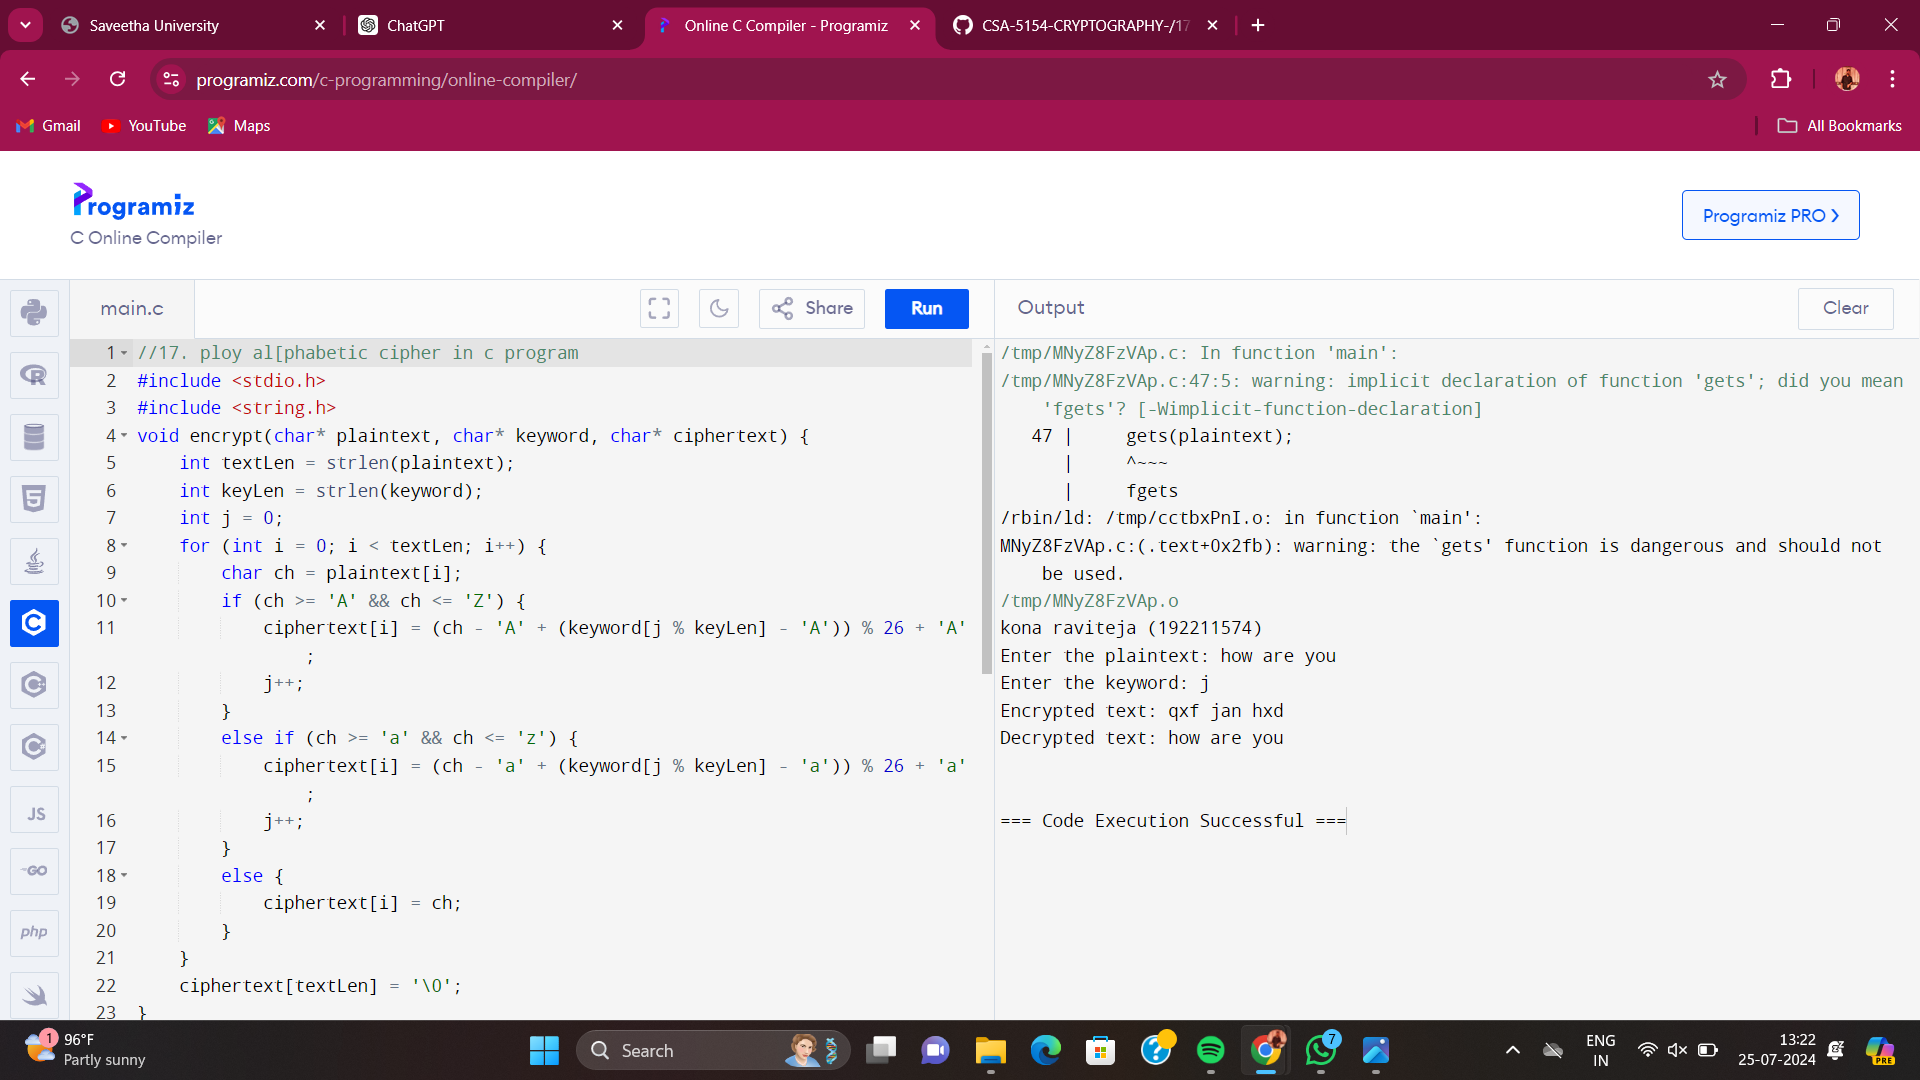 Saveetha University
ChatGPT
Online C Compiler - Programiz
CSA-5154-CRYPTOGRAPHY-/17
programiz.com/c-programming/online-compiler/
Gmail
YouTube
Maps
All Bookmarks
Programiz
C Online Compiler
Programiz PRO
main.c
Share
Run
Output
Clear
1 //17. ploy al[phabetic cipher in c program
2 #include <stdio.h>
3 #include <string.h>
4 void encrypt(char* plaintext, char* keyword, char* ciphertext) {
5 int textLen = strlen(plaintext);
6 int keyLen = strlen(keyword);
7 int j = 0;
8 for (int i = 0; i < textLen; i++) {
9 char ch = plaintext[i];
10 if (ch >= 'A' && ch <= 'Z') {
11 ciphertext[i] = (ch - 'A' + (keyword[j % keyLen] - 'A')) % 26 + 'A'
;
12 j++;
13 }
14 else if (ch >= 'a' && ch <= 'z') {
15 ciphertext[i] = (ch - 'a' + (keyword[j % keyLen] - 'a')) % 26 + 'a'
;
16 j++;
17 }
18 else {
19 ciphertext[i] = ch;
20 }
21 }
22 ciphertext[textLen] = '\0';
23 }
/tmp/MNyZ8FzVAp.c: In function 'main':
/tmp/MNyZ8FzVAp.c:47:5: warning: implicit declaration of function 'gets'; did you mean
'fgets'? [-Wimplicit-function-declaration]
47 | gets(plaintext);
| ^~~~
| fgets
/rbin/ld: /tmp/cctbxPnI.o: in function `main':
MNyZ8FzVAp.c:(.text+0x2fb): warning: the `gets' function is dangerous and should not
be used.
/tmp/MNyZ8FzVAp.o
kona raviteja (192211574)
Enter the plaintext: how are you
Enter the keyword: j
Encrypted text: qxf jan hxd
Decrypted text: how are you
=== Code Execution Successful ===
JS
GO
php
1
96°F
Partly sunny
Search
7
ENG
IN
13:22
25-07-2024
PRE